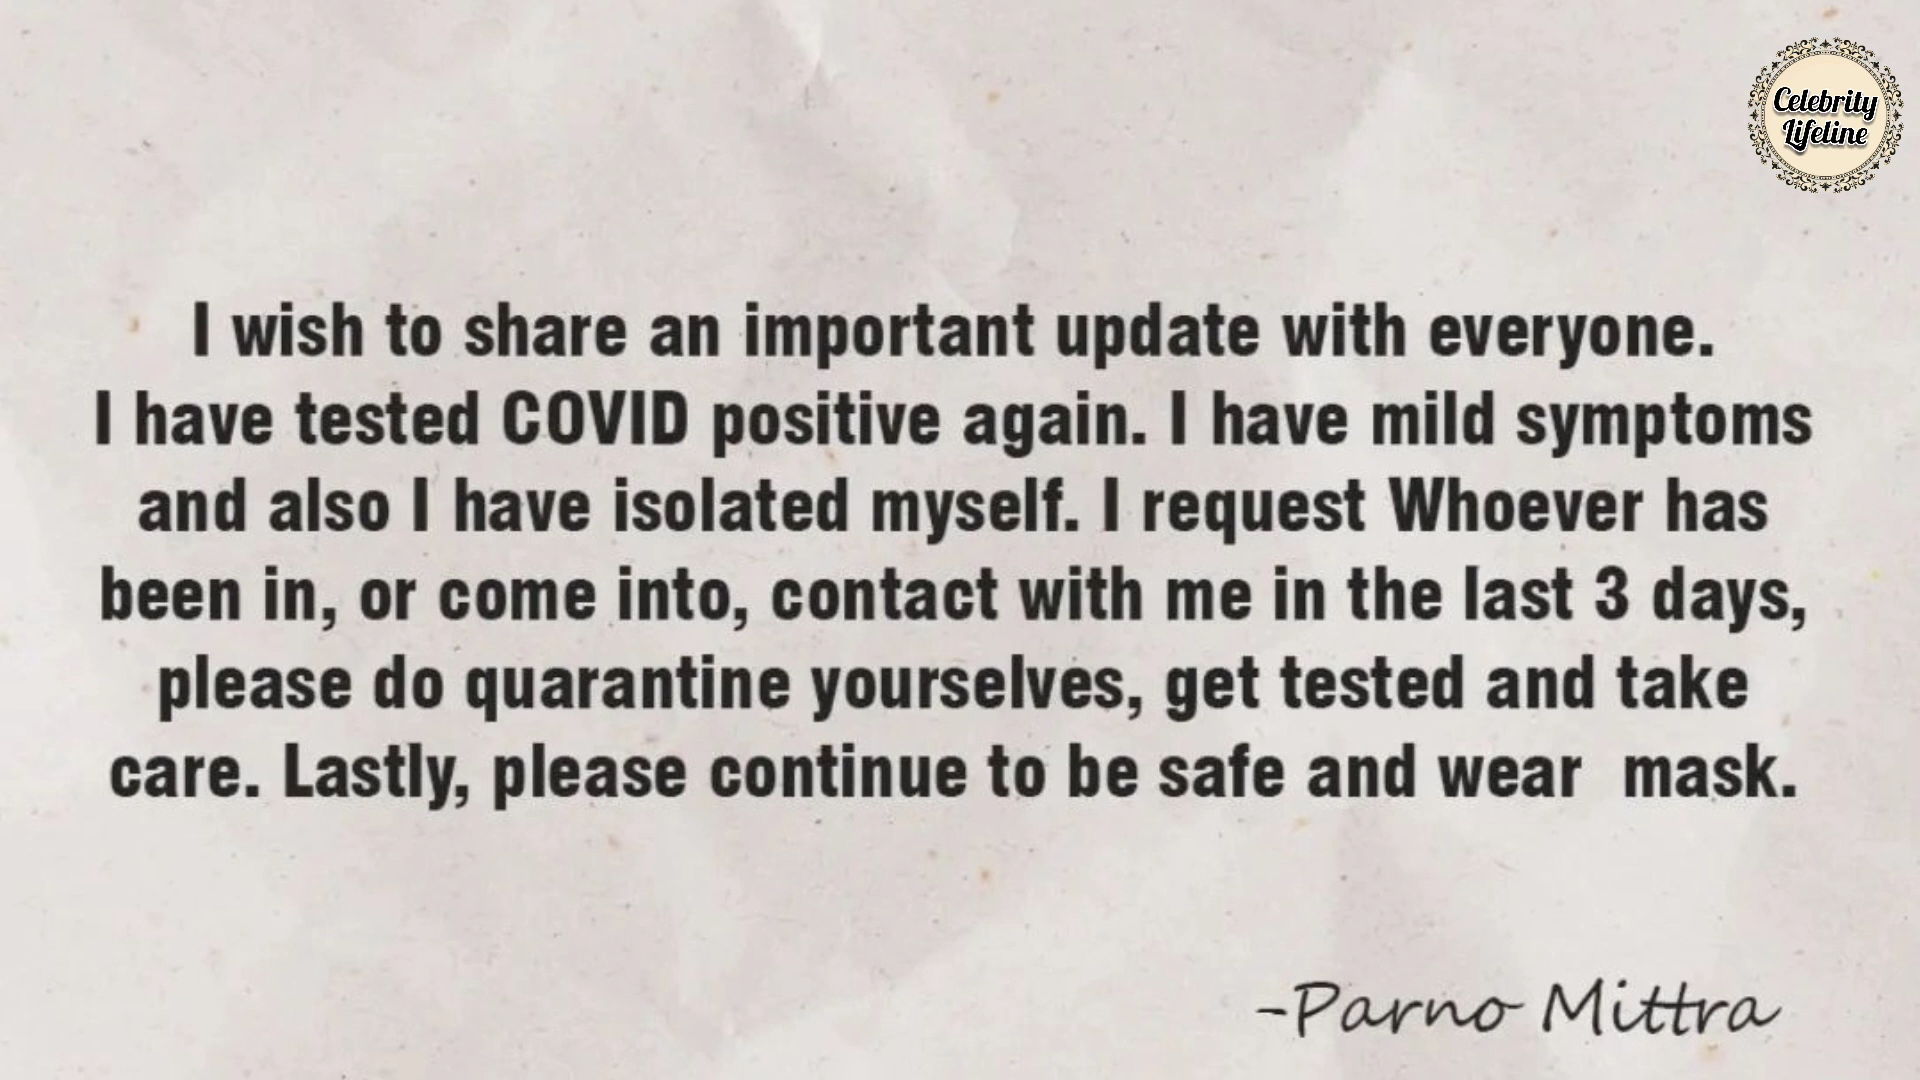 Celebrity
Lifeline
I wish to share an important update with everyone.
I have tested COVID positive again. I have mild symptoms
and also I have isolated myself. I request Whoever has
been in, or come into, contact with me in the last 3 days,
please do quarantine yourselves, get tested and take
care. Lastly, please continue to be safe and wear  mask.
-Parno Mittra